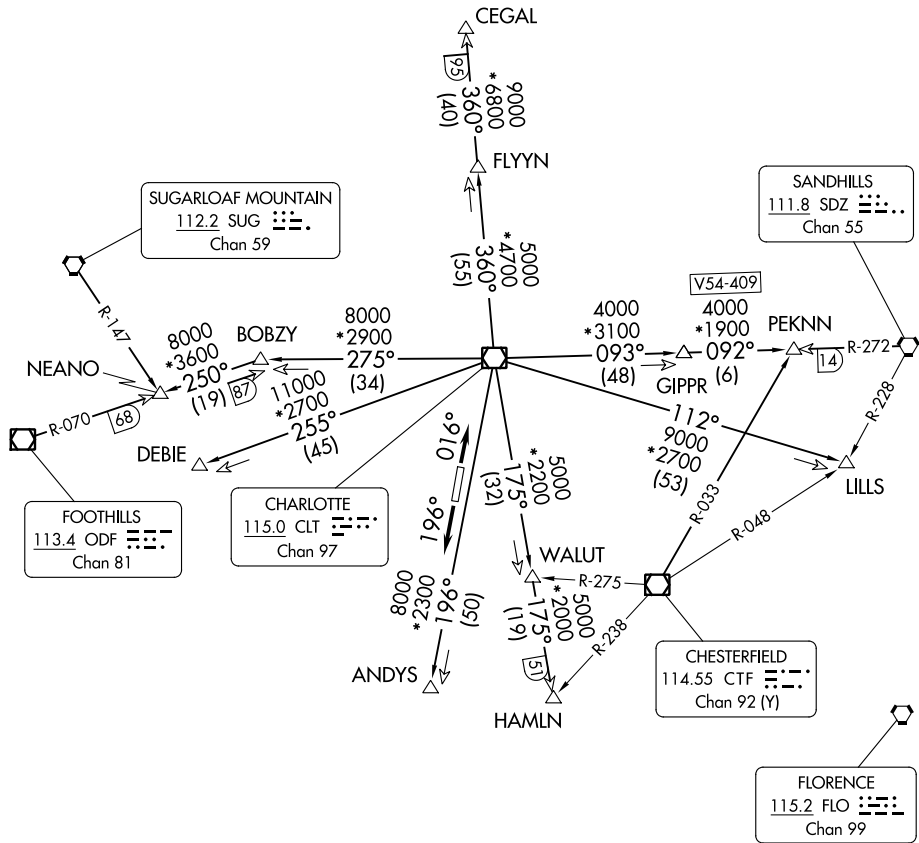 CEGAL
95
9000
*6800
360°
(40)
FLYYN
5000
*4700
360°
(55)
SUGARLOAF MOUNTAIN
112.2 SUG
Chan 59
SANDHILLS
111.8 SDZ
Chan 55
R-147
NEANO
8000
*3600
250°
(19)
87
BOBZY
8000
*2900
275°
(34)
4000
*3100
093°
(48)
GIPPR
V54-409
4000
*1900
092°
(6)
PEKNN
14
R-272
R-228
R-070
68
11000
*2700
255°
(45)
DEBIE
112°
9000
*2700
(53)
LILLS
FOOTHILLS
113.4 ODF
Chan 81
CHARLOTTE
115.0 CLT
Chan 97
016°
196°
8000
*2300
196°
(50)
ANDYS
5000
*2200
175°
(32)
WALUT
5000
*2000
175°
(19)
51
HAMLN
R-033
R-048
R-275
R-238
CHESTERFIELD
114.55 CTF
Chan 92 (Y)
FLORENCE
115.2 FLO
Chan 99